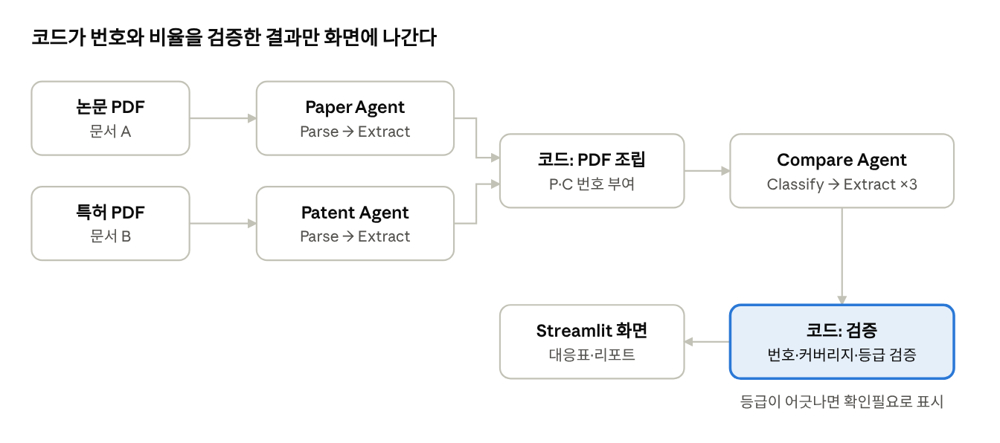 코드가 번호와 비율을 검증한 결과만 화면에 나간다
논문 PDF
문서 A
Paper Agent
Parse → Extract
특허 PDF
문서 B
Patent Agent
Parse → Extract
코드: PDF 조립
P·C 번호 부여
Compare Agent
Classify → Extract ×3
코드: 검증
번호·커버리지·등급 검증
등급이 어긋나면 확인필요로 표시
Streamlit 화면
대응표·리포트